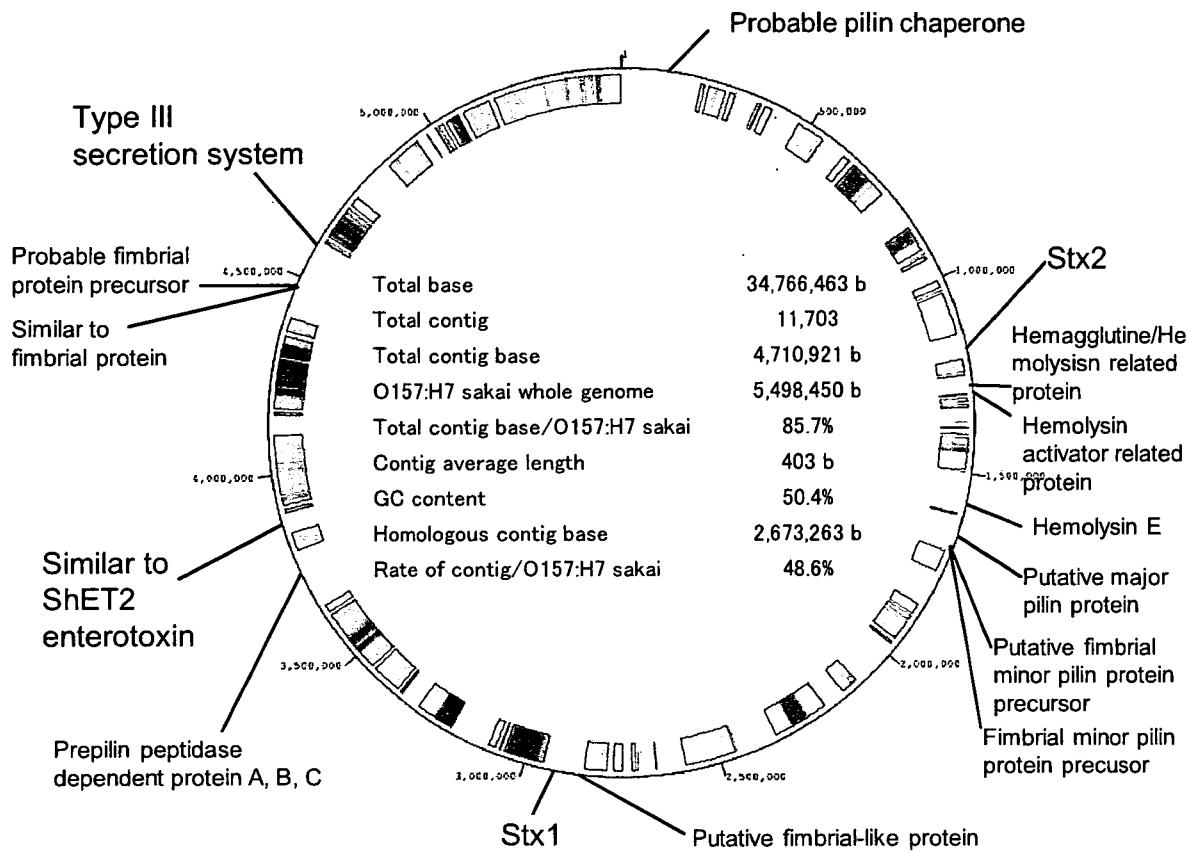 Probable pilin chaperone
1
5,000,000
500,000
Type III
secretion system
Probable fimbrial
protein precursor
4,500,000
Similar to
fimbrial protein
1,000,000
Stx2
Hemagglutine/He
molysisn related
protein
Hemolysin
activator related
protein
1,500,000
Hemolysin E
Putative major
pilin protein
Putative fimbrial
minor pilin protein
precursor
Fimbrial minor pilin
protein precusor
Total base 34,766,463 b
Total contig 11,703
Total contig base 4,710,921 b
O157:H7 sakai whole genome 5,498,450 b
Total contig base/O157:H7 sakai 85.7%
Contig average length 403 b
GC content 50.4%
Homologous contig base 2,673,263 b
Rate of contig/O157:H7 sakai 48.6%
4,000,000
Similar to
ShET2
enterotoxin
3,500,000
2,000,000
Prepilin peptidase
dependent protein A, B, C
3,000,000
2,500,000
Stx1
Putative fimbrial-like protein